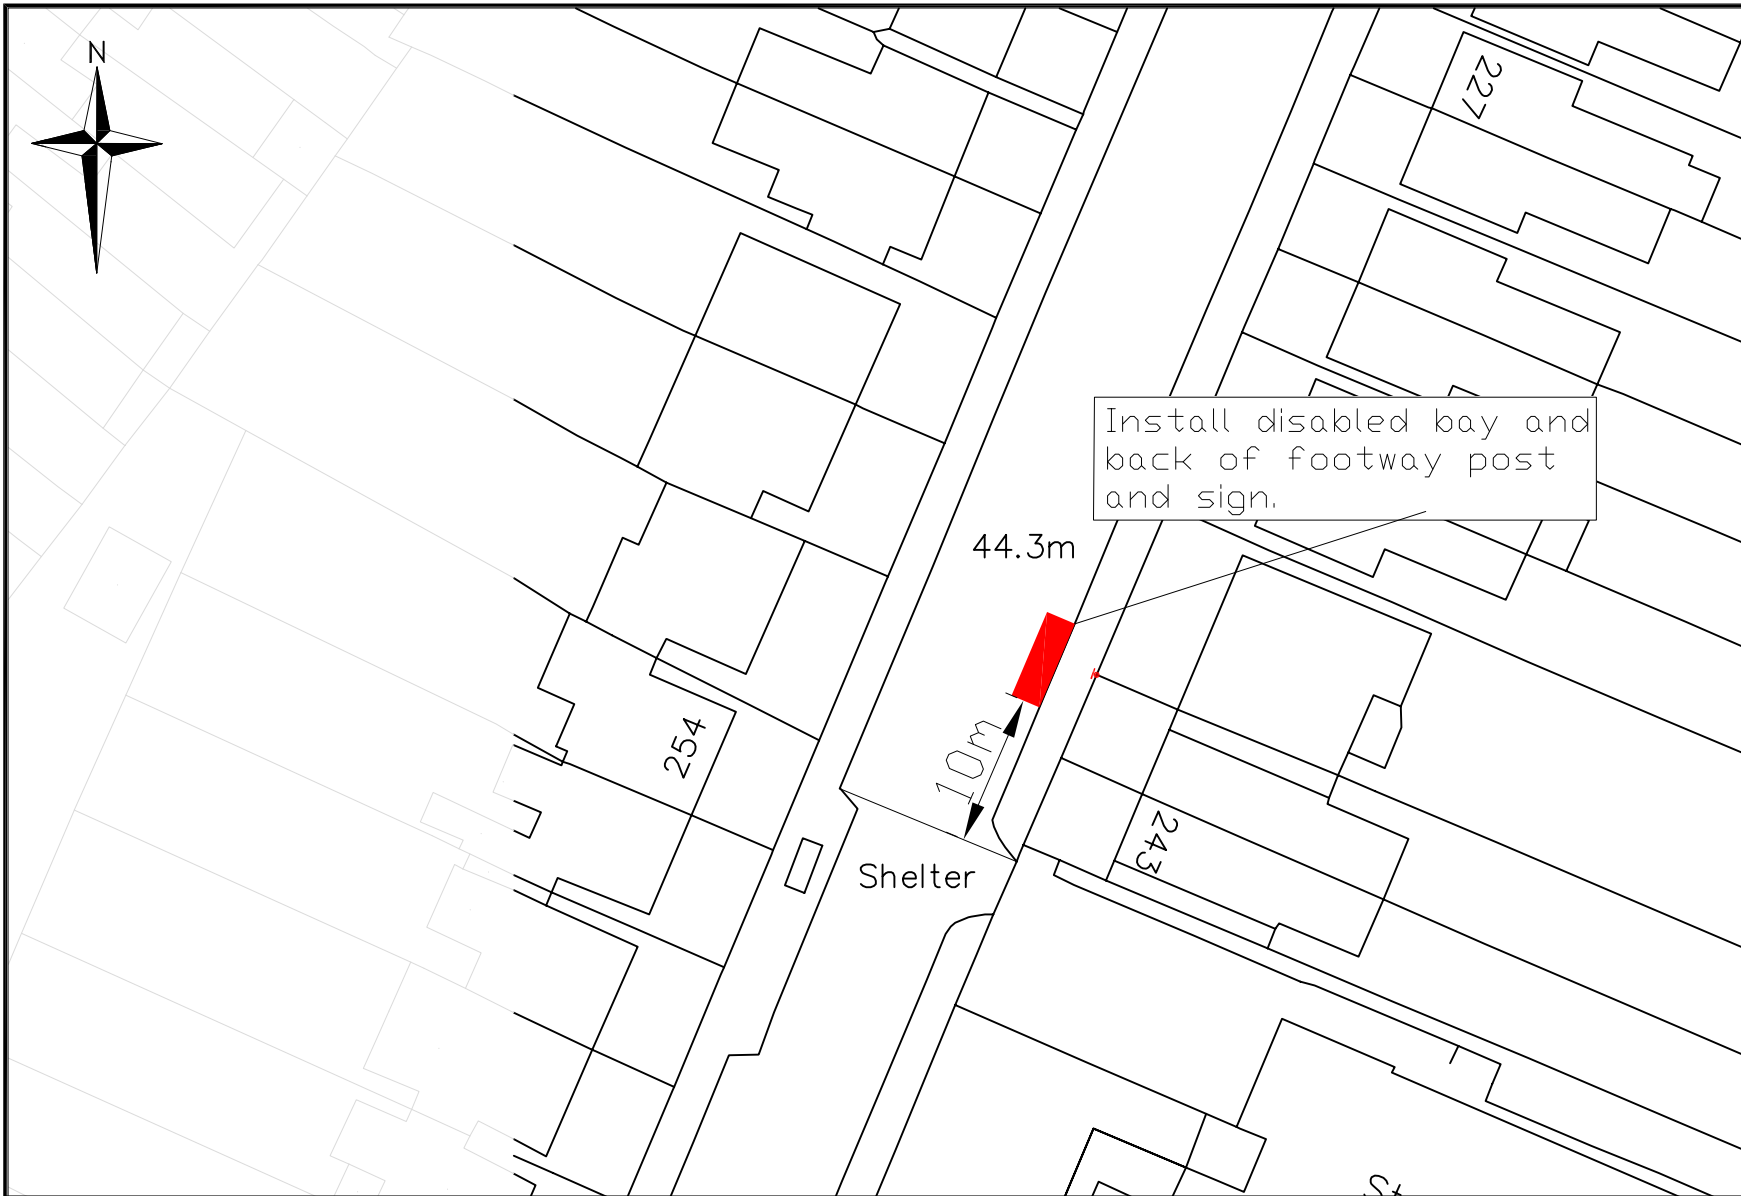 N
227
Install disabled bay and
back of footway post
and sign.
44.3m
254
10m
243
Shelter